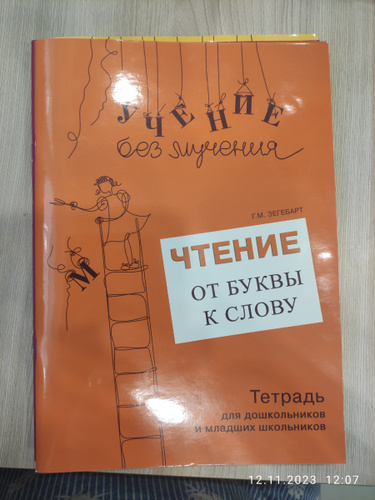 УЧЕНИЕ
без мучения
Г.М. ЗЕГЕБАРТ
ЧТЕНИЕ
ОТ БУКВЫ
К СЛОВУ
М
Тетрадь
для дошкольников
и младших школьников
12.11.2023 12:07